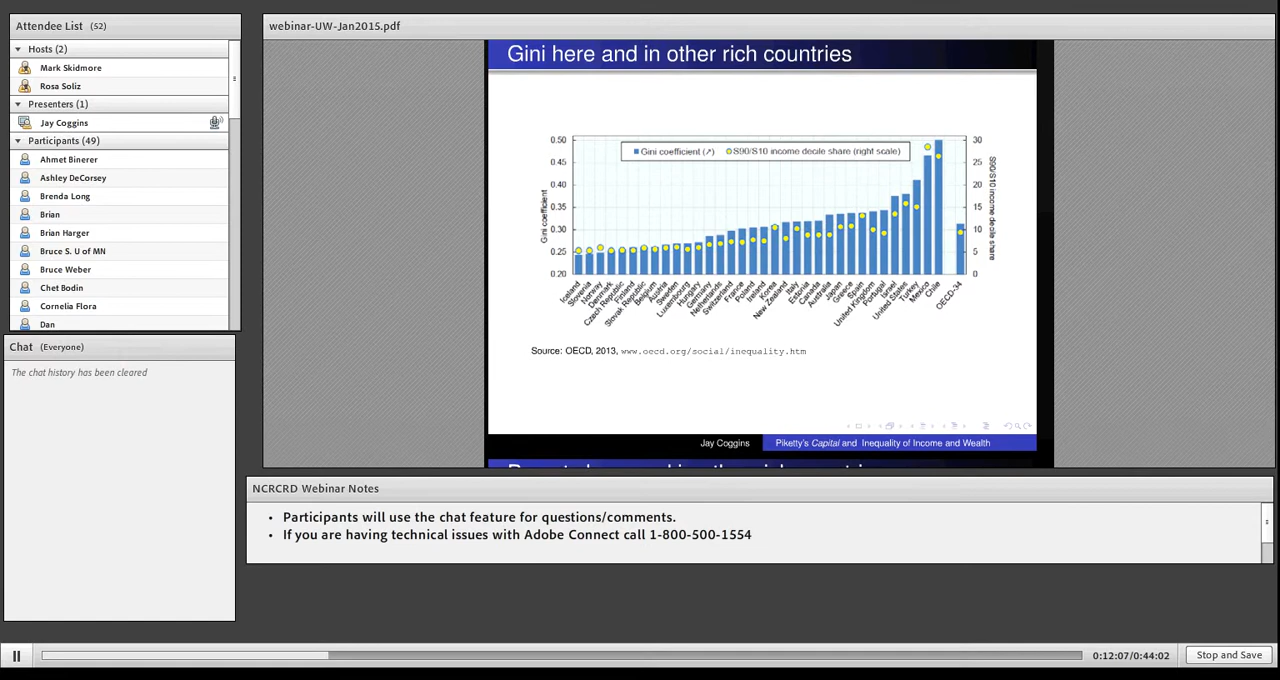 Attendee List (52)
Hosts (2)
Mark Skidmore
Rosa Soliz
Presenters (1)
Jay Coggins
Participants (49)
Ahmet Binerer
Ashley DeCorsey
Brenda Long
Brian
Brian Harger
Bruce S. U of MN
Bruce Weber
Chet Bodin
Cornelia Flora
Dan
Chat (Everyone)
The chat history has been cleared
webinar-UW-Jan2015.pdf
Gini here and in other rich countries
Gini coefficient (↗) S90/S10 income decile share (right scale)
Gini coefficient
0.50
0.45
0.40
0.35
0.30
0.25
0.20
30
25
20
15
10
5
0
S90/S10 income decile share
Iceland
Slovenia
Norway
Denmark
Czech Republic
Finland
Slovak Republic
Belgium
Austria
Sweden
Luxembourg
Hungary
Germany
Netherlands
Switzerland
France
Poland
Ireland
Korea
New Zealand
Italy
Estonia
Canada
Australia
Japan
Greece
Spain
United Kingdom
Portugal
Israel
United States
Turkey
Mexico
Chile
OECD-34
Source: OECD, 2013, www.oecd.org/social/inequality.htm
Jay Coggins Piketty's Capital and Inequality of Income and Wealth
NCRCRD Webinar Notes
• Participants will use the chat feature for questions/comments.
• If you are having technical issues with Adobe Connect call 1-800-500-1554
0:12:07/0:44:02
Stop and Save